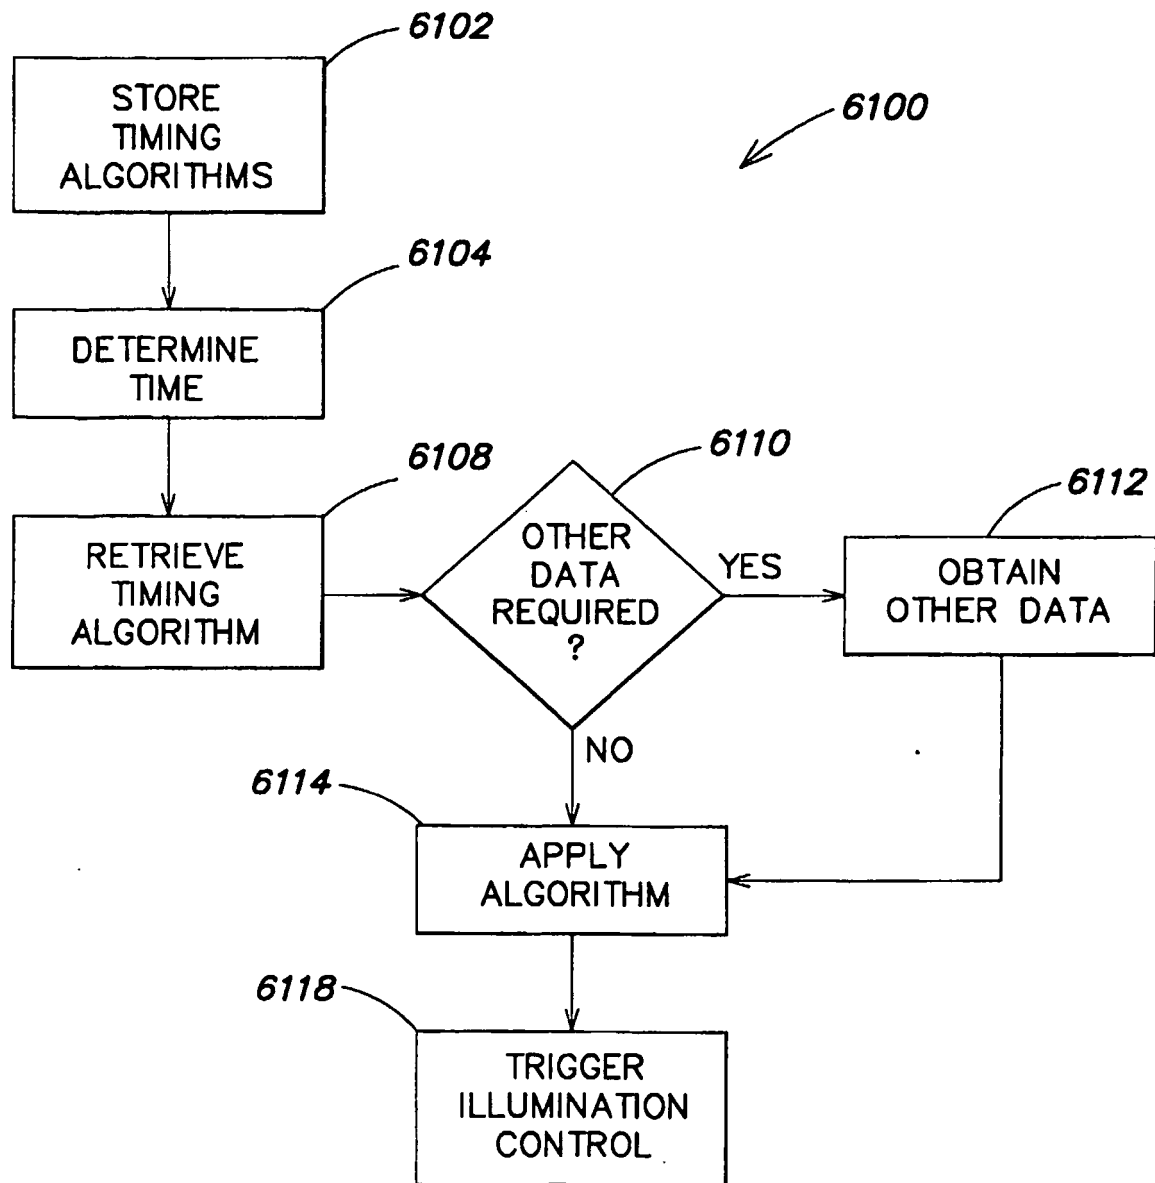 6102
STORE
TIMING
ALGORITHMS
6100
6104
DETERMINE
TIME
6108
RETRIEVE
TIMING
ALGORITHM
6110
OTHER
DATA
REQUIRED
?
YES
6112
OBTAIN
OTHER DATA
NO
6114
APPLY
ALGORITHM
6118
TRIGGER
ILLUMINATION
CONTROL